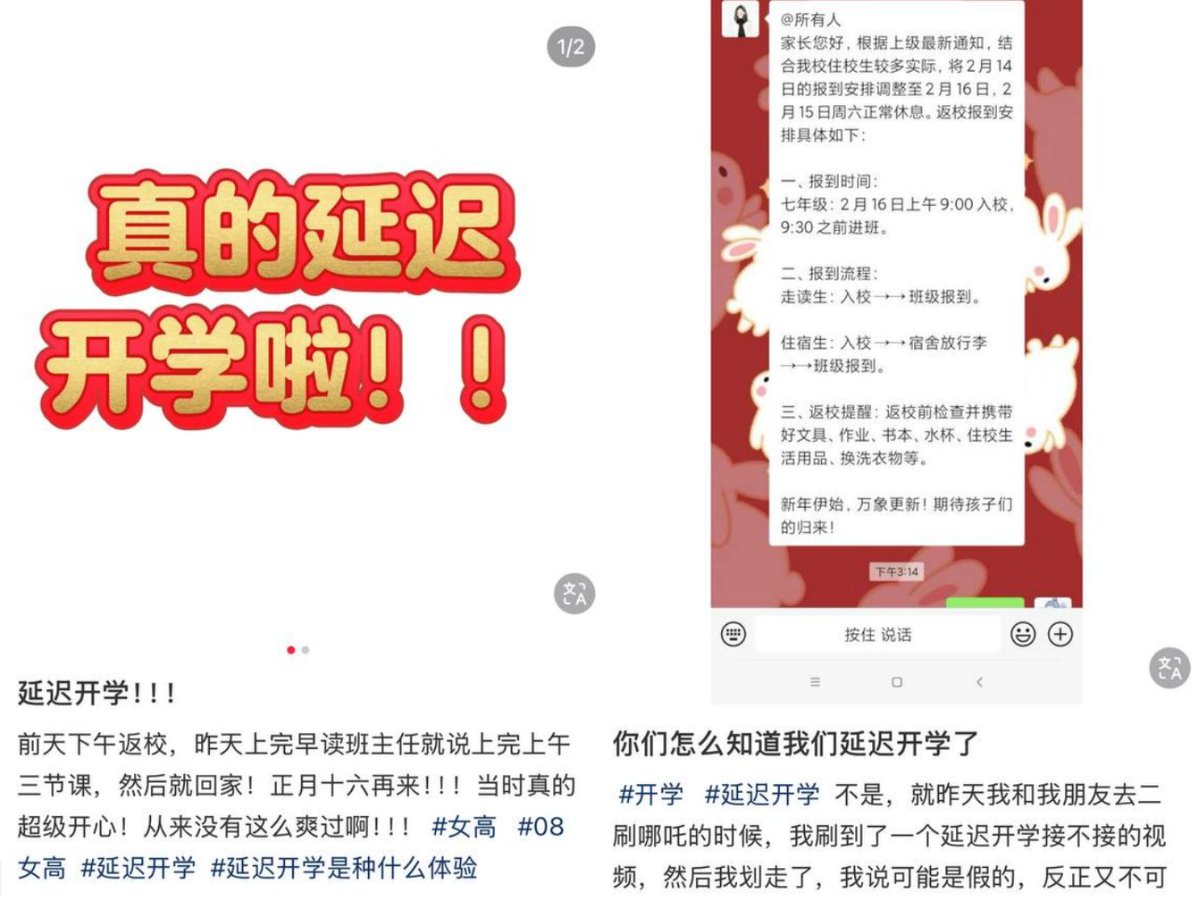 1/2
真的延迟
开学啦！！
延迟开学！！！
前天下午返校，昨天上完早读班主任就说上完上午
三节课，然后就回家！正月十六再来！！！当时真的
超级开心！从来没有这么爽过啊！！！ #女高 #08
女高 #延迟开学 #延迟开学是种什么体验
@所有人
家长您好，根据上级最新通知，结
合我校住校生较多实际，将2月14
日的报到安排调整至2月16日，2
月15日周六正常休息。返校报到安
排具体如下：
一、报到时间：
七年级：2月16日上午9:00入校，
9:30之前进班。
二、报到流程：
走读生：入校→→班级报到。
住宿生：入校→→宿舍放行李
→→班级报到。
三、返校提醒：返校前检查并携带
好文具、作业、书本、水杯、住校生
活用品、换洗衣物等。
新年伊始，万象更新！期待孩子们
的归来！
下午3:14
按住 说话
你们怎么知道我们延迟开学了
#开学 #延迟开学 不是，就昨天我和我朋友去二
刷哪吒的时候，我刷到了一个延迟开学接不接的视
频，然后我划走了，我说可能是假的，反正又不可